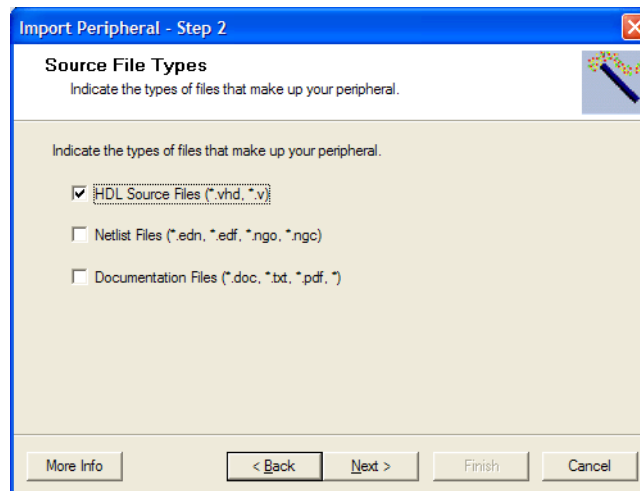 Import Peripheral - Step 2
Source File Types
Indicate the types of files that make up your peripheral.
Indicate the types of files that make up your peripheral.
HDL Source Files (*.vhd, *.v)
Netlist Files (*.edn, *.edf, *.ngo, *.ngc)
Documentation Files (*.doc, *.txt, *.pdf, *)
More Info < Back Next > Finish Cancel